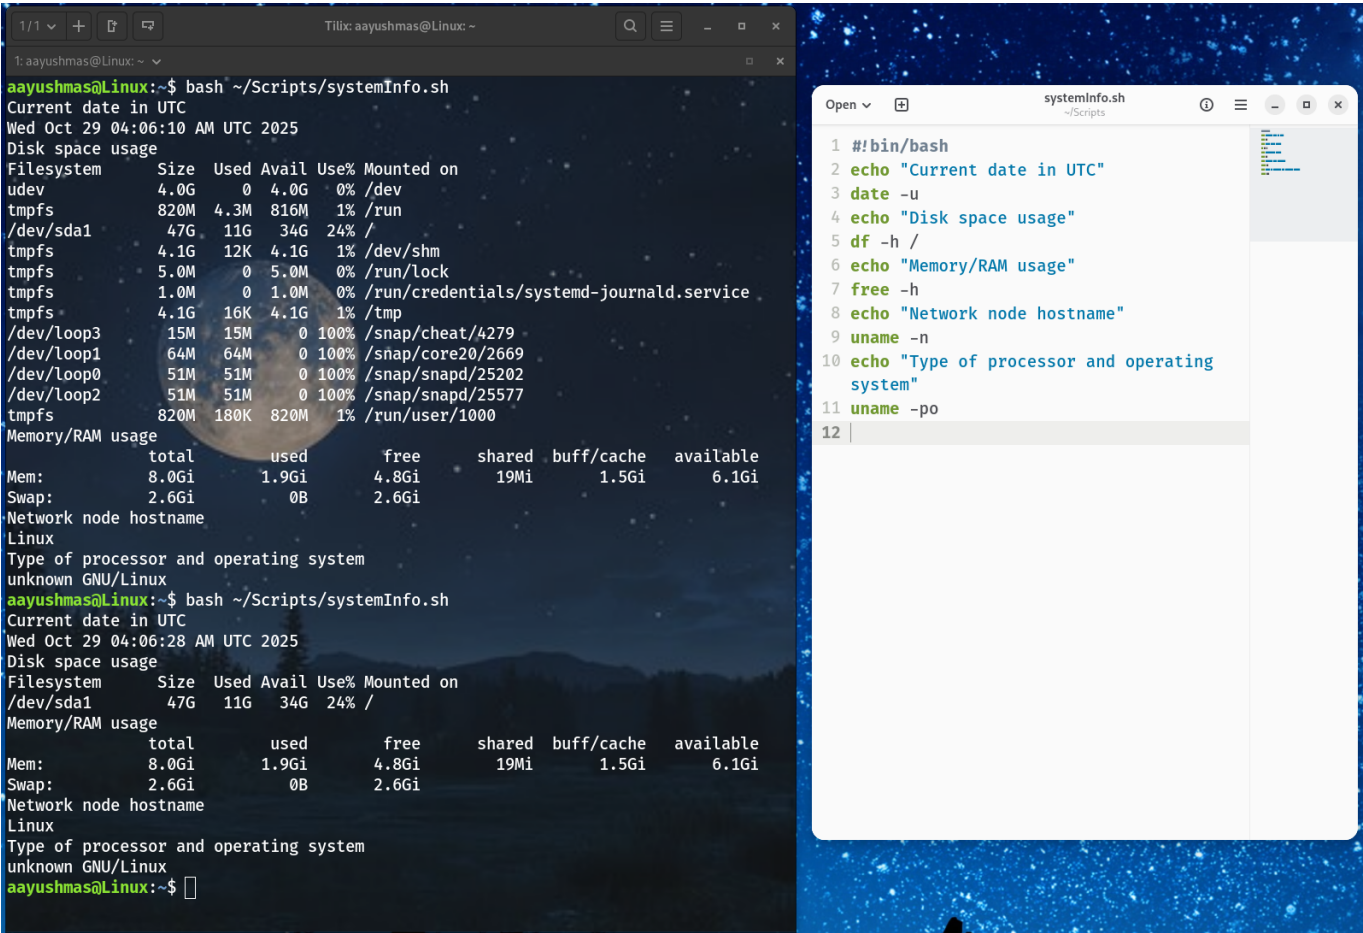 1 / 1
Tilix: aayushmas@Linux: ~
1: aayushmas@Linux: ~
aayushmas@Linux:~$ bash ~/Scripts/systemInfo.sh
Current date in UTC
Wed Oct 29 04:06:10 AM UTC 2025
Disk space usage
Filesystem      Size  Used Avail Use% Mounted on
udev            4.0G     0  4.0G   0% /dev
tmpfs           820M  4.3M  816M   1% /run
/dev/sda1        47G   11G   34G  24% /
tmpfs           4.1G   12K  4.1G   1% /dev/shm
tmpfs           5.0M     0  5.0M   0% /run/lock
tmpfs           1.0M     0  1.0M   0% /run/credentials/systemd-journald.service
tmpfs           4.1G   16K  4.1G   1% /tmp
/dev/loop3       15M   15M     0 100% /snap/cheat/4279
/dev/loop1       64M   64M     0 100% /snap/core20/2669
/dev/loop0       51M   51M     0 100% /snap/snapd/25202
/dev/loop2       51M   51M     0 100% /snap/snapd/25577
tmpfs           820M  180K  820M   1% /run/user/1000
Memory/RAM usage
               total        used        free      shared  buff/cache   available
Mem:           8.0Gi       1.9Gi       4.8Gi        19Mi       1.5Gi       6.1Gi
Swap:          2.6Gi          0B       2.6Gi
Network node hostname
Linux
Type of processor and operating system
unknown GNU/Linux
aayushmas@Linux:~$ bash ~/Scripts/systemInfo.sh
Current date in UTC
Wed Oct 29 04:06:28 AM UTC 2025
Disk space usage
Filesystem      Size  Used Avail Use% Mounted on
/dev/sda1        47G   11G   34G  24% /
Memory/RAM usage
               total        used        free      shared  buff/cache   available
Mem:           8.0Gi       1.9Gi       4.8Gi        19Mi       1.5Gi       6.1Gi
Swap:          2.6Gi          0B       2.6Gi
Network node hostname
Linux
Type of processor and operating system
unknown GNU/Linux
aayushmas@Linux:~$
Open
systemInfo.sh
~/Scripts
1 #!bin/bash
2 echo "Current date in UTC"
3 date -u
4 echo "Disk space usage"
5 df -h /
6 echo "Memory/RAM usage"
7 free -h
8 echo "Network node hostname"
9 uname -n
10 echo "Type of processor and operating
system"
11 uname -po
12